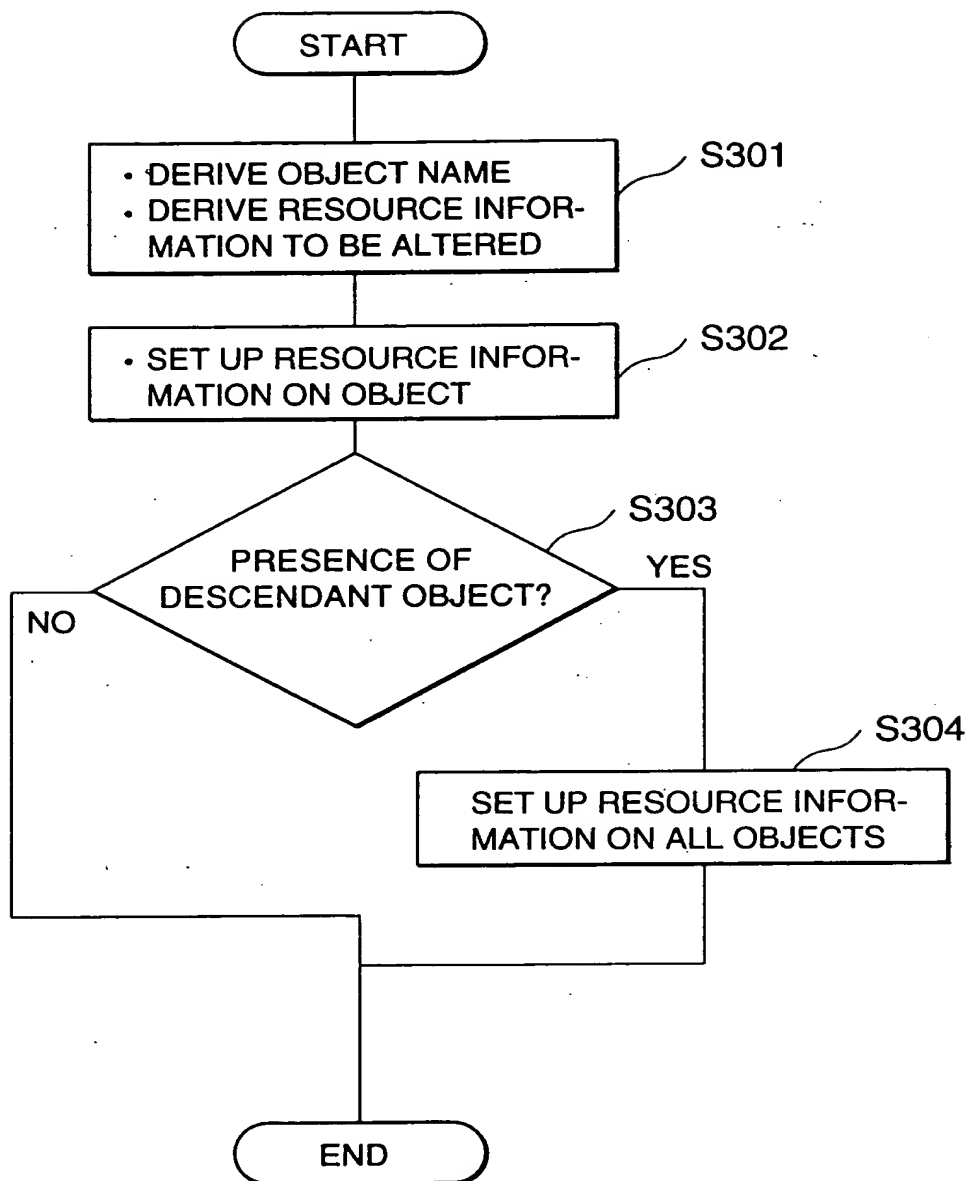 START
• DERIVE OBJECT NAME
• DERIVE RESOURCE INFOR-
MATION TO BE ALTERED
S301
• SET UP RESOURCE INFOR-
MATION ON OBJECT
S302
PRESENCE OF
DESCENDANT OBJECT?
S303
YES
NO
S304
SET UP RESOURCE INFOR-
MATION ON ALL OBJECTS
END